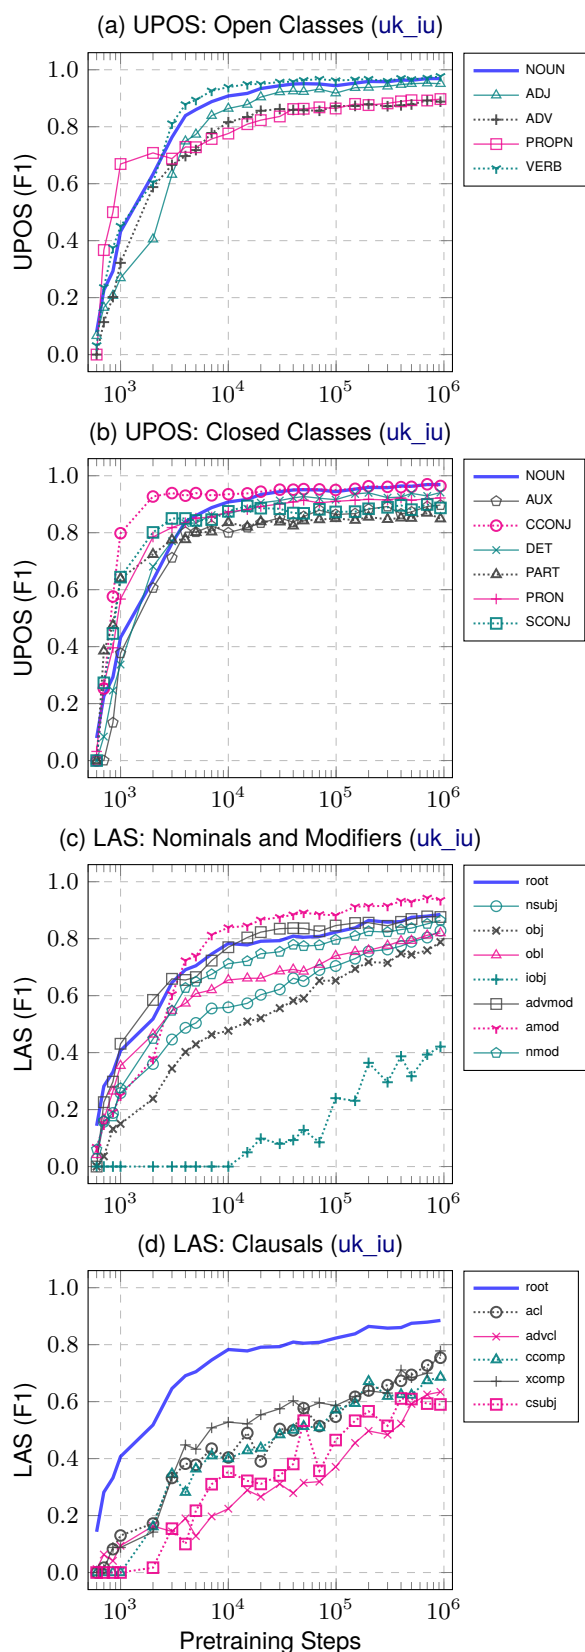 (a) UPOS: Open Classes (uk_iu)
UPOS (F1)
1.0
0.8
0.6
0.4
0.2
0.0
10^3
10^4
10^5
10^6
NOUN
ADJ
ADV
PROPN
VERB
(b) UPOS: Closed Classes (uk_iu)
UPOS (F1)
1.0
0.8
0.6
0.4
0.2
0.0
10^3
10^4
10^5
10^6
NOUN
AUX
CCONJ
DET
PART
PRON
SCONJ
(c) LAS: Nominals and Modifiers (uk_iu)
LAS (F1)
1.0
0.8
0.6
0.4
0.2
0.0
10^3
10^4
10^5
10^6
root
nsubj
obj
obl
iobj
advmod
amod
nmod
(d) LAS: Clausals (uk_iu)
LAS (F1)
1.0
0.8
0.6
0.4
0.2
0.0
10^3
10^4
10^5
10^6
root
acl
advcl
ccomp
xcomp
csubj
Pretraining Steps